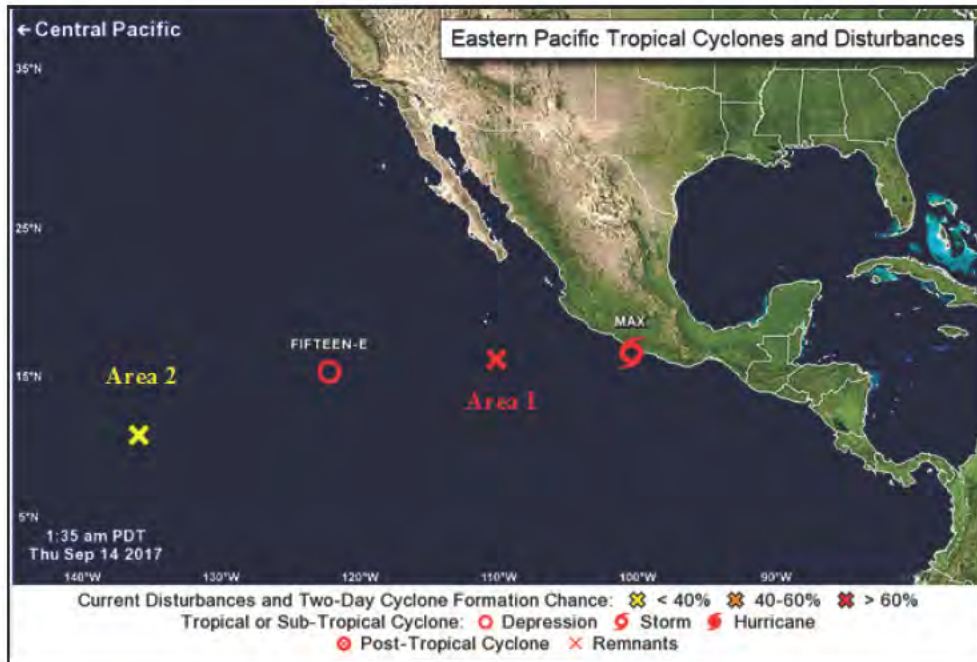 ← Central Pacific
Eastern Pacific Tropical Cyclones and Disturbances
35°N
25°N
MAX
FIFTEEN-E
Area 2
15°N
Area 1
5°N
1:35 am PDT
Thu Sep 14 2017
140°W 130°W 120°W 110°W 100°W 90°W
Current Disturbances and Two-Day Cyclone Formation Chance: < 40% 40-60% > 60%
Tropical or Sub-Tropical Cyclone: Depression Storm Hurricane
Post-Tropical Cyclone Remnants